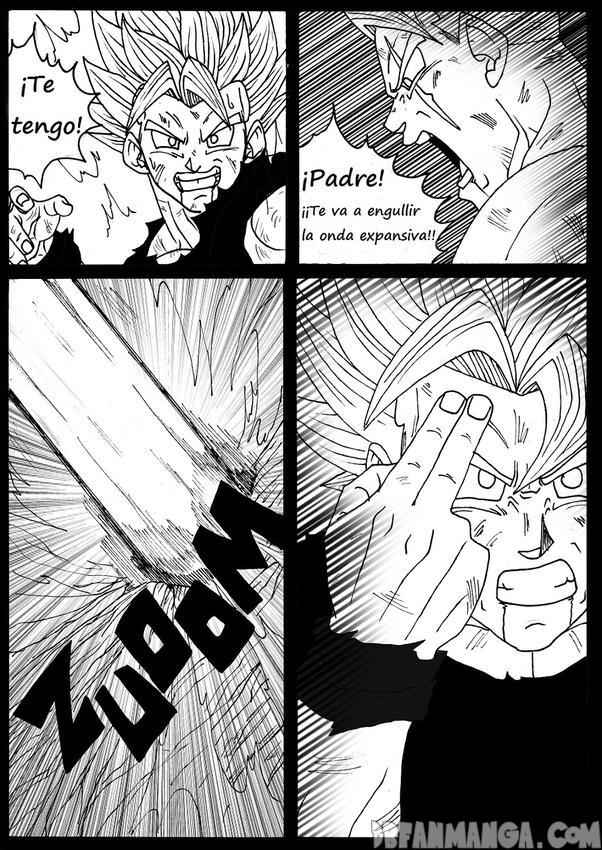 ¡Te
tengo!
¡Padre!
¡¡Te va a engullir
la onda expansiva!!
ZUOOM
DBFANMANGA.COM